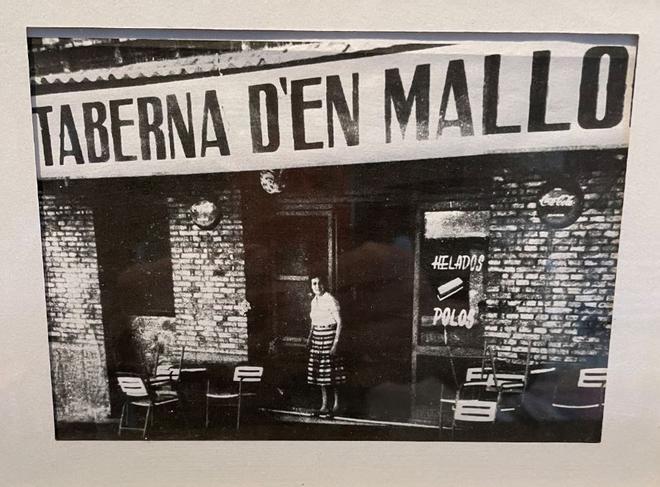 TABERNA D'EN MALLO
Coca-Cola
HELADOS
POLOS